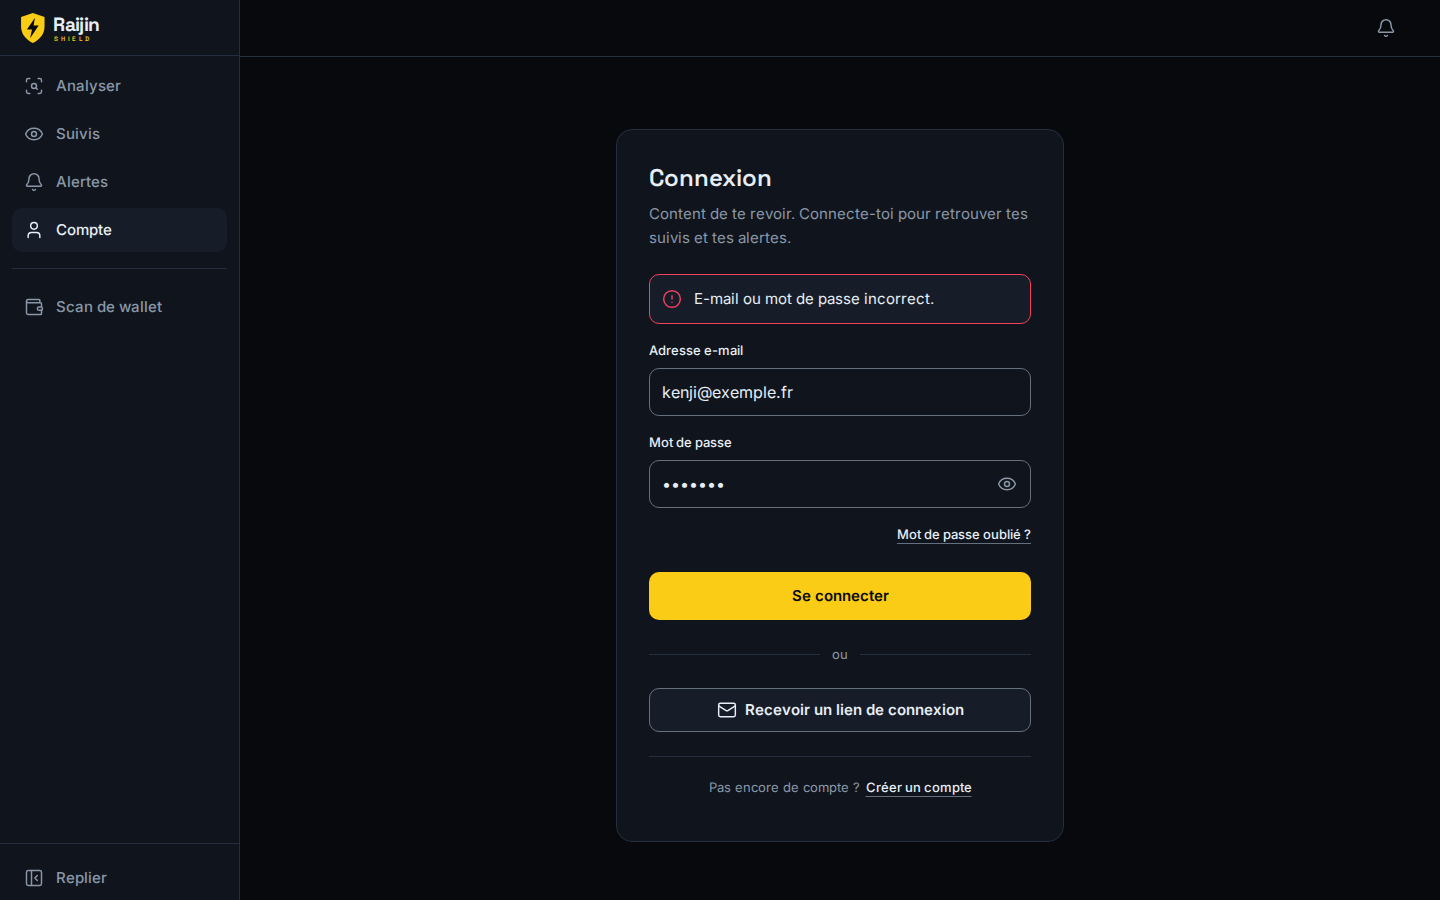 Raijin
SHIELD
Analyser
Suivis
Alertes
Compte
Scan de wallet
Replier
Connexion
Content de te revoir. Connecte-toi pour retrouver tes
suivis et tes alertes.
E-mail ou mot de passe incorrect.
Adresse e-mail
kenji@exemple.fr
Mot de passe
•••••••
Mot de passe oublié ?
Se connecter
ou
Recevoir un lien de connexion
Pas encore de compte ? Créer un compte